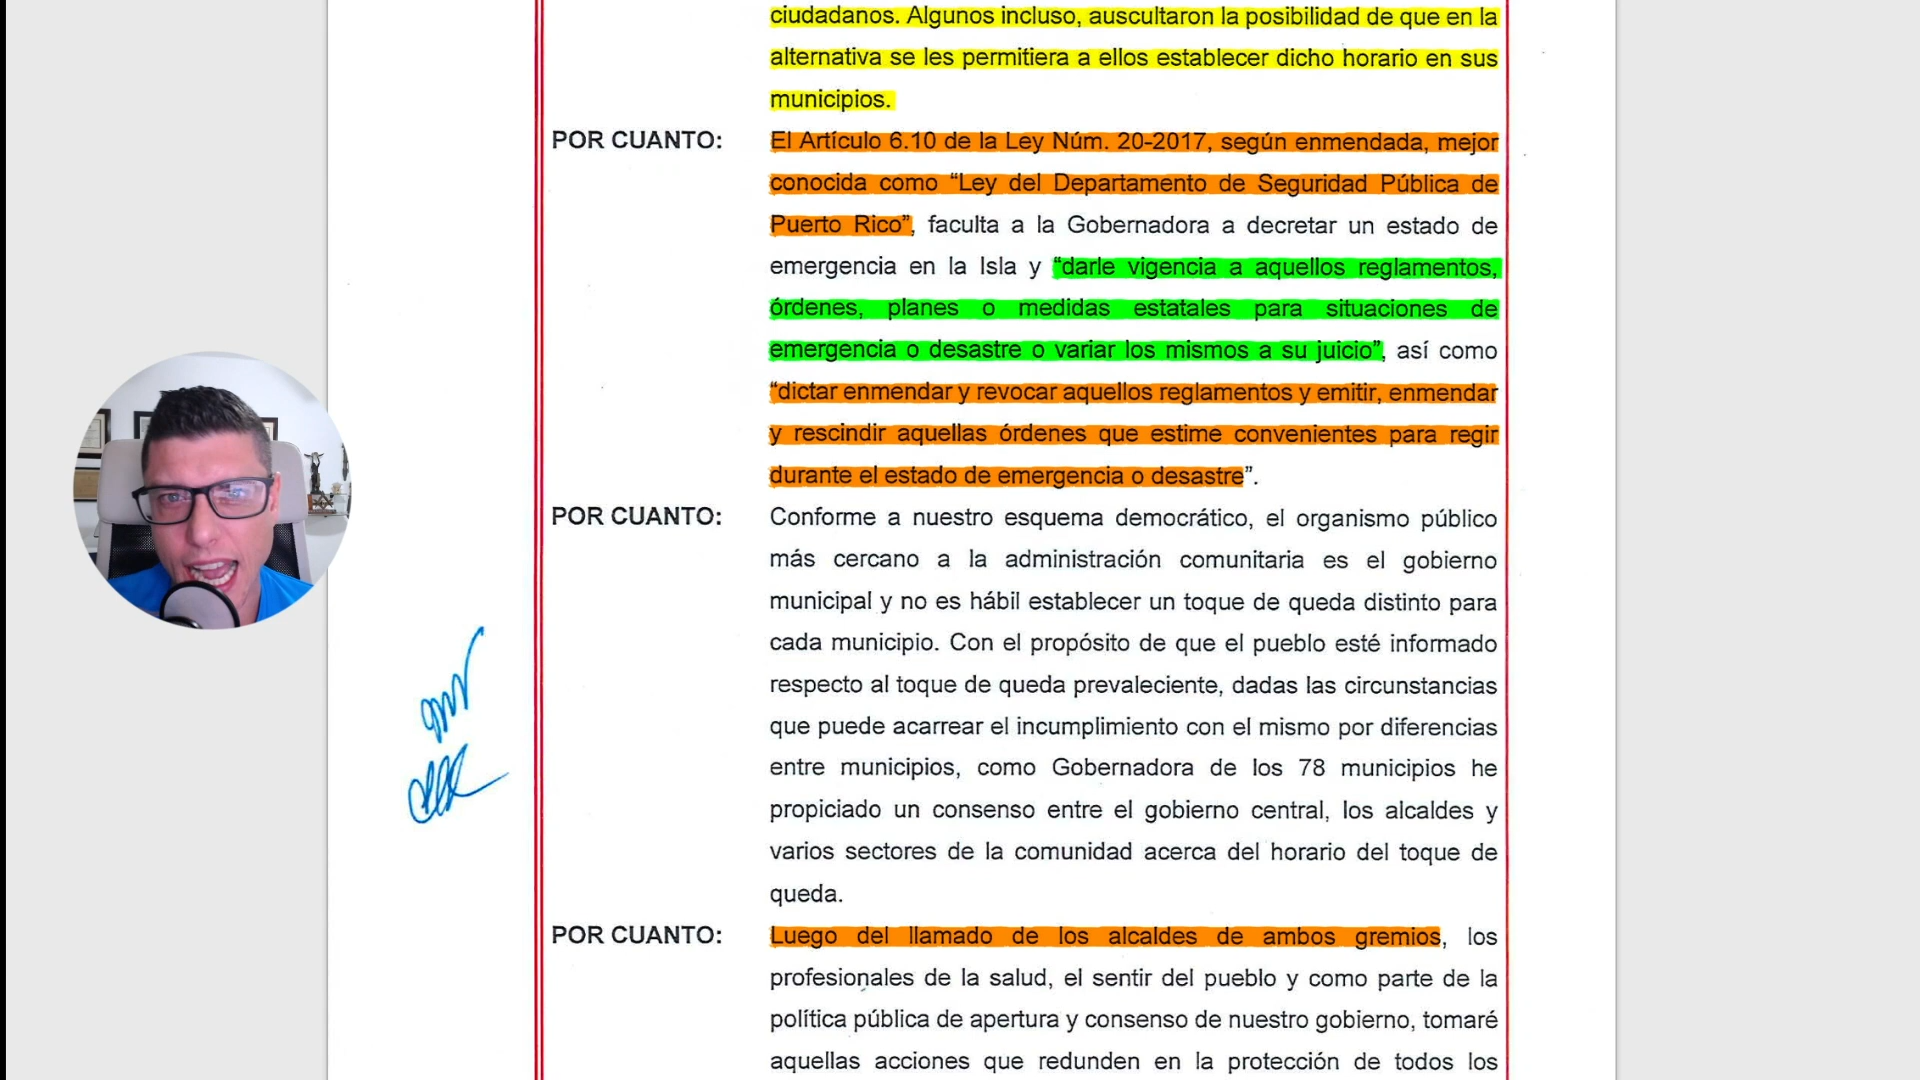 ciudadanos. Algunos incluso, auscultaron la posibilidad de que en la
alternativa se les permitiera a ellos establecer dicho horario en sus
municipios.
POR CUANTO: El Artículo 6.10 de la Ley Núm. 20-2017, según enmendada, mejor
conocida como “Ley del Departamento de Seguridad Pública de
Puerto Rico”, faculta a la Gobernadora a decretar un estado de
emergencia en la Isla y “darle vigencia a aquellos reglamentos,
órdenes, planes o medidas estatales para situaciones de
emergencia o desastre o variar los mismos a su juicio”, así como
“dictar enmendar y revocar aquellos reglamentos y emitir, enmendar
y rescindir aquellas órdenes que estime convenientes para regir
durante el estado de emergencia o desastre”.
POR CUANTO: Conforme a nuestro esquema democrático, el organismo público
más cercano a la administración comunitaria es el gobierno
municipal y no es hábil establecer un toque de queda distinto para
cada municipio. Con el propósito de que el pueblo esté informado
respecto al toque de queda prevaleciente, dadas las circunstancias
que puede acarrear el incumplimiento con el mismo por diferencias
entre municipios, como Gobernadora de los 78 municipios he
propiciado un consenso entre el gobierno central, los alcaldes y
varios sectores de la comunidad acerca del horario del toque de
queda.
POR CUANTO: Luego del llamado de los alcaldes de ambos gremios, los
profesionales de la salud, el sentir del pueblo y como parte de la
política pública de apertura y consenso de nuestro gobierno, tomaré
aquellas acciones que redunden en la protección de todos los